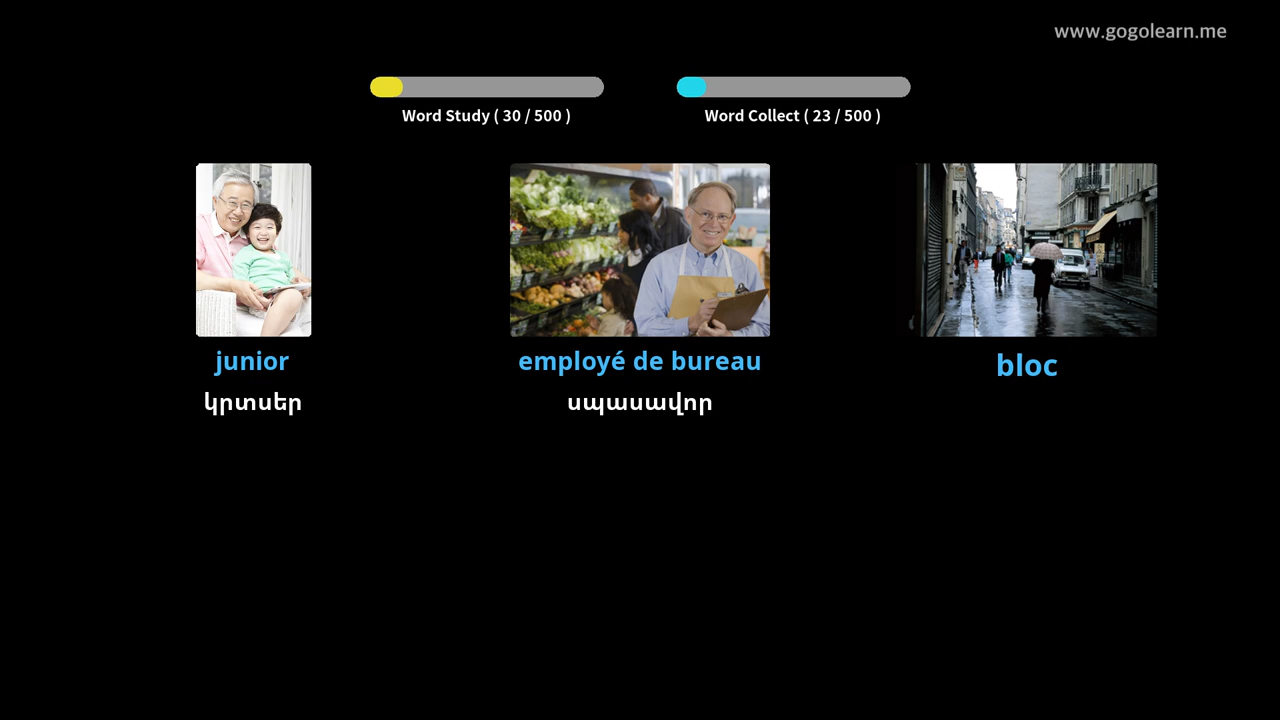 www.gogolearn.me
Word Study ( 30 / 500 )
Word Collect ( 23 / 500 )
junior
employé de bureau
bloc
կրտսեր
սպասավոր